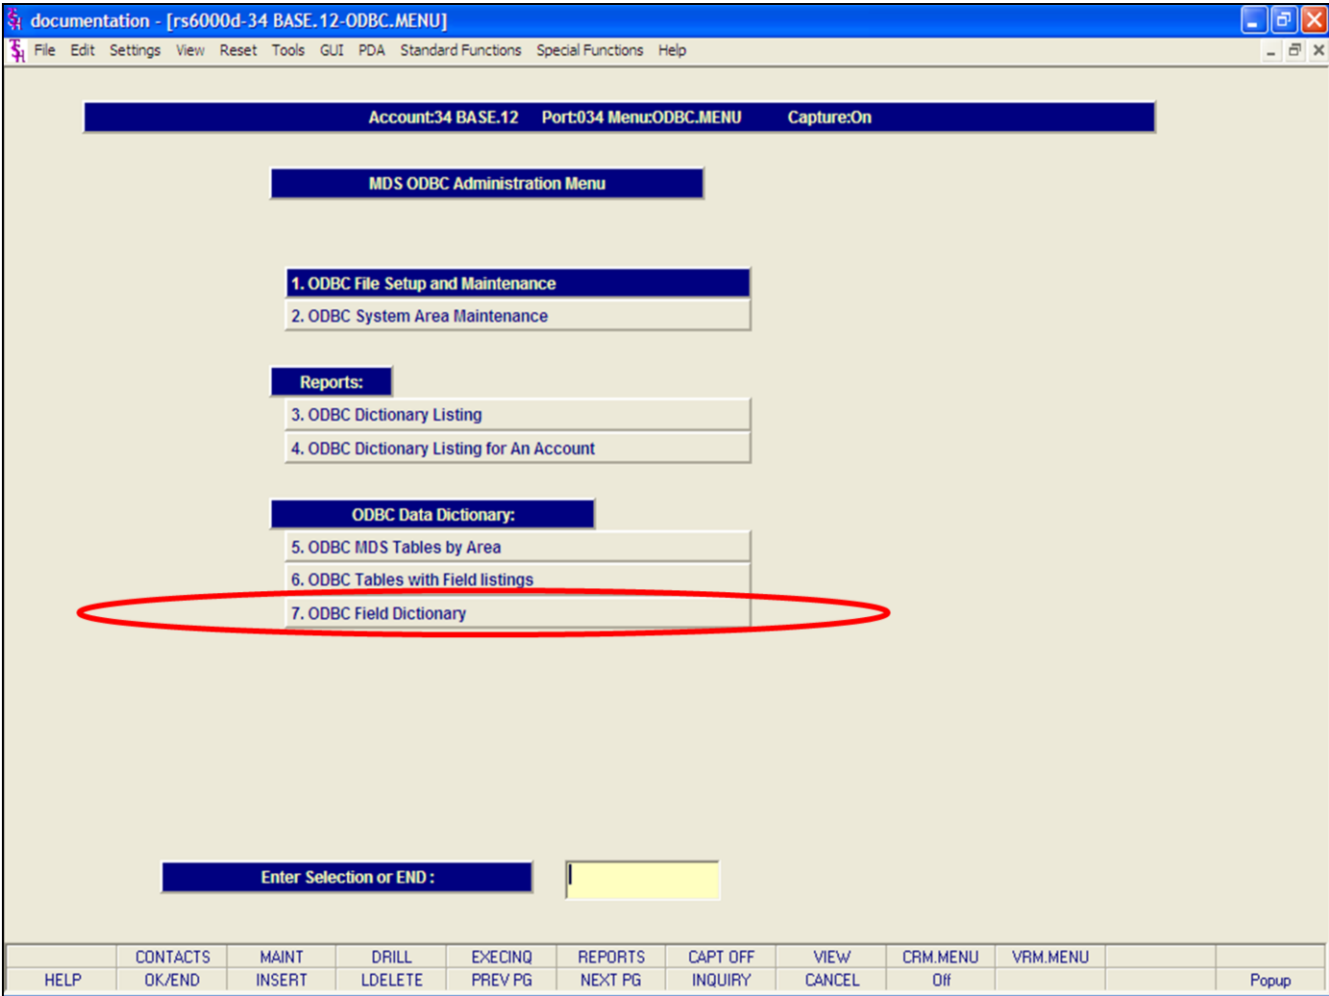 documentation - [rs6000d-34 BASE.12-ODBC.MENU]
File Edit Settings View Reset Tools GUI PDA Standard Functions Special Functions Help
Account:34 BASE.12 Port:034 Menu:ODBC.MENU Capture:On
MDS ODBC Administration Menu
1. ODBC File Setup and Maintenance
2. ODBC System Area Maintenance
Reports:
3. ODBC Dictionary Listing
4. ODBC Dictionary Listing for An Account
ODBC Data Dictionary:
5. ODBC MDS Tables by Area
6. ODBC Tables with Field listings
7. ODBC Field Dictionary
Enter Selection or END :
CONTACTS MAINT DRILL EXECINQ REPORTS CAPT OFF VIEW CRM.MENU VRM.MENU
HELP OK/END INSERT LDELETE PREV PG NEXT PG INQUIRY CANCEL Off Popup